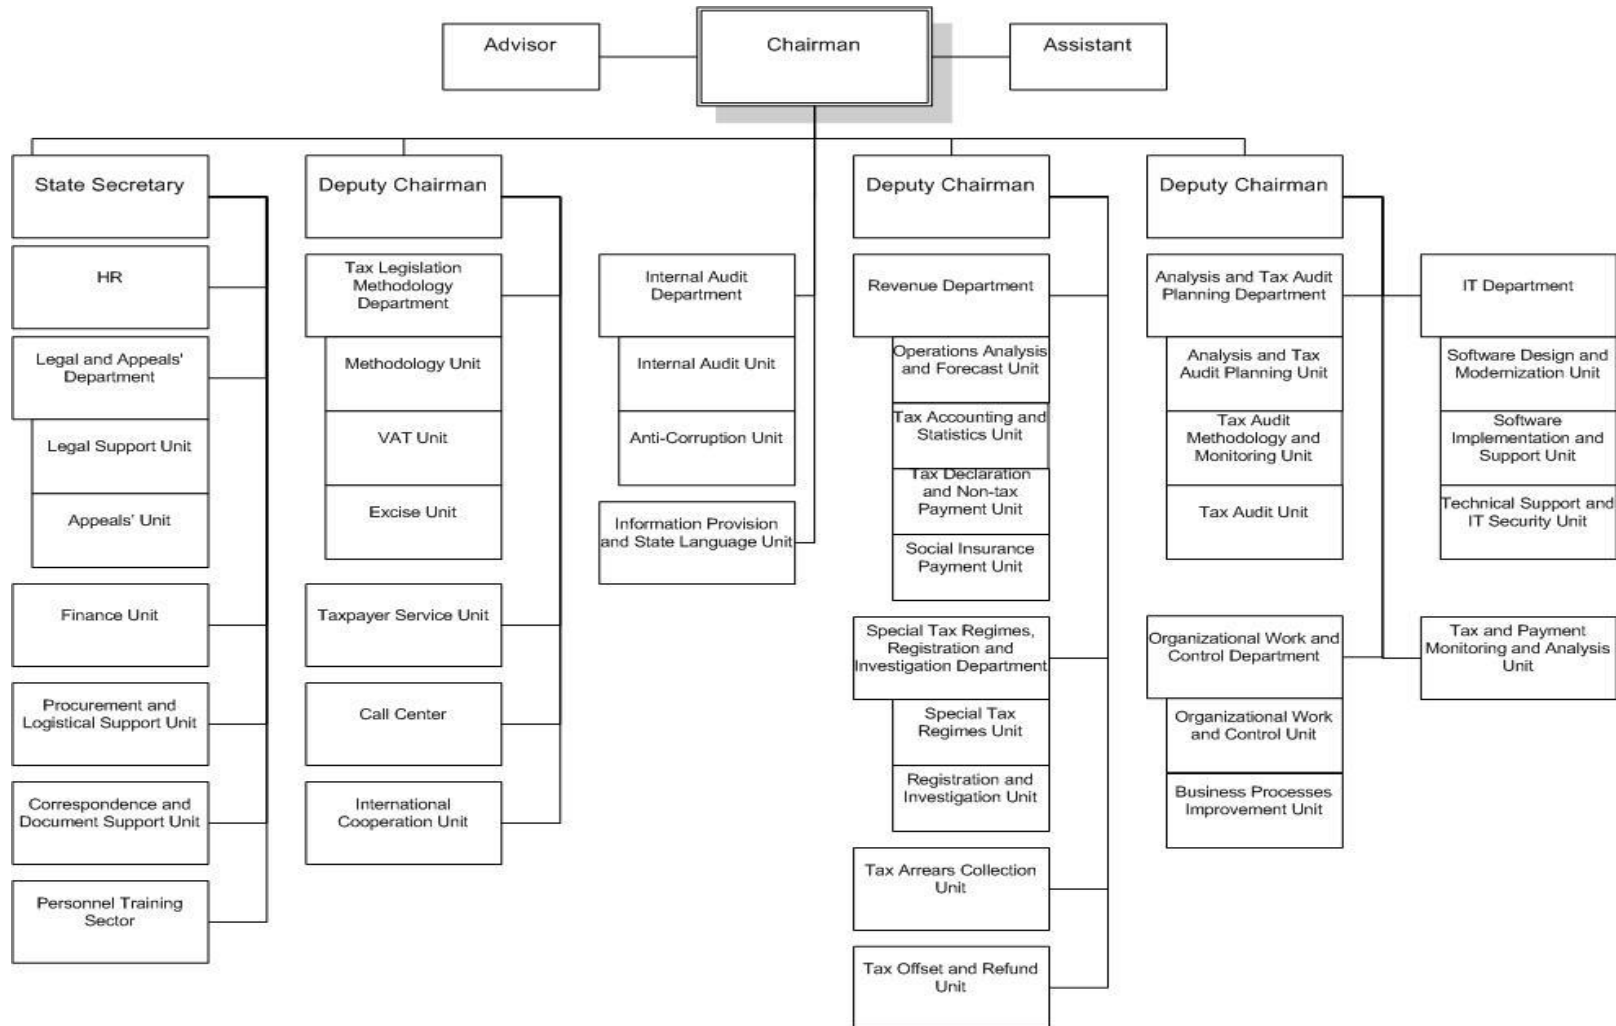 Advisor
Chairman
Assistant
State Secretary
HR
Legal and Appeals'
Department
Legal Support Unit
Appeals' Unit
Finance Unit
Procurement and
Logistical Support Unit
Correspondence and
Document Support Unit
Personnel Training
Sector
Deputy Chairman
Tax Legislation
Methodology
Department
Methodology Unit
VAT Unit
Excise Unit
Taxpayer Service Unit
Call Center
International
Cooperation Unit
Internal Audit
Department
Internal Audit Unit
Anti-Corruption Unit
Information Provision
and State Language Unit
Deputy Chairman
Revenue Department
Operations Analysis
and Forecast Unit
Tax Accounting and
Statistics Unit
Tax Declaration
and Non-tax
Payment Unit
Social Insurance
Payment Unit
Special Tax Regimes,
Registration and
Investigation Department
Special Tax
Regimes Unit
Registration and
Investigation Unit
Tax Arrears Collection
Unit
Tax Offset and Refund
Unit
Deputy Chairman
Analysis and Tax Audit
Planning Department
Analysis and Tax
Audit Planning Unit
Tax Audit
Methodology and
Monitoring Unit
Tax Audit Unit
Organizational Work and
Control Department
Organizational Work
and Control Unit
Business Processes
Improvement Unit
IT Department
Software Design and
Modernization Unit
Software
Implementation and
Support Unit
Technical Support and
IT Security Unit
Tax and Payment
Monitoring and Analysis
Unit